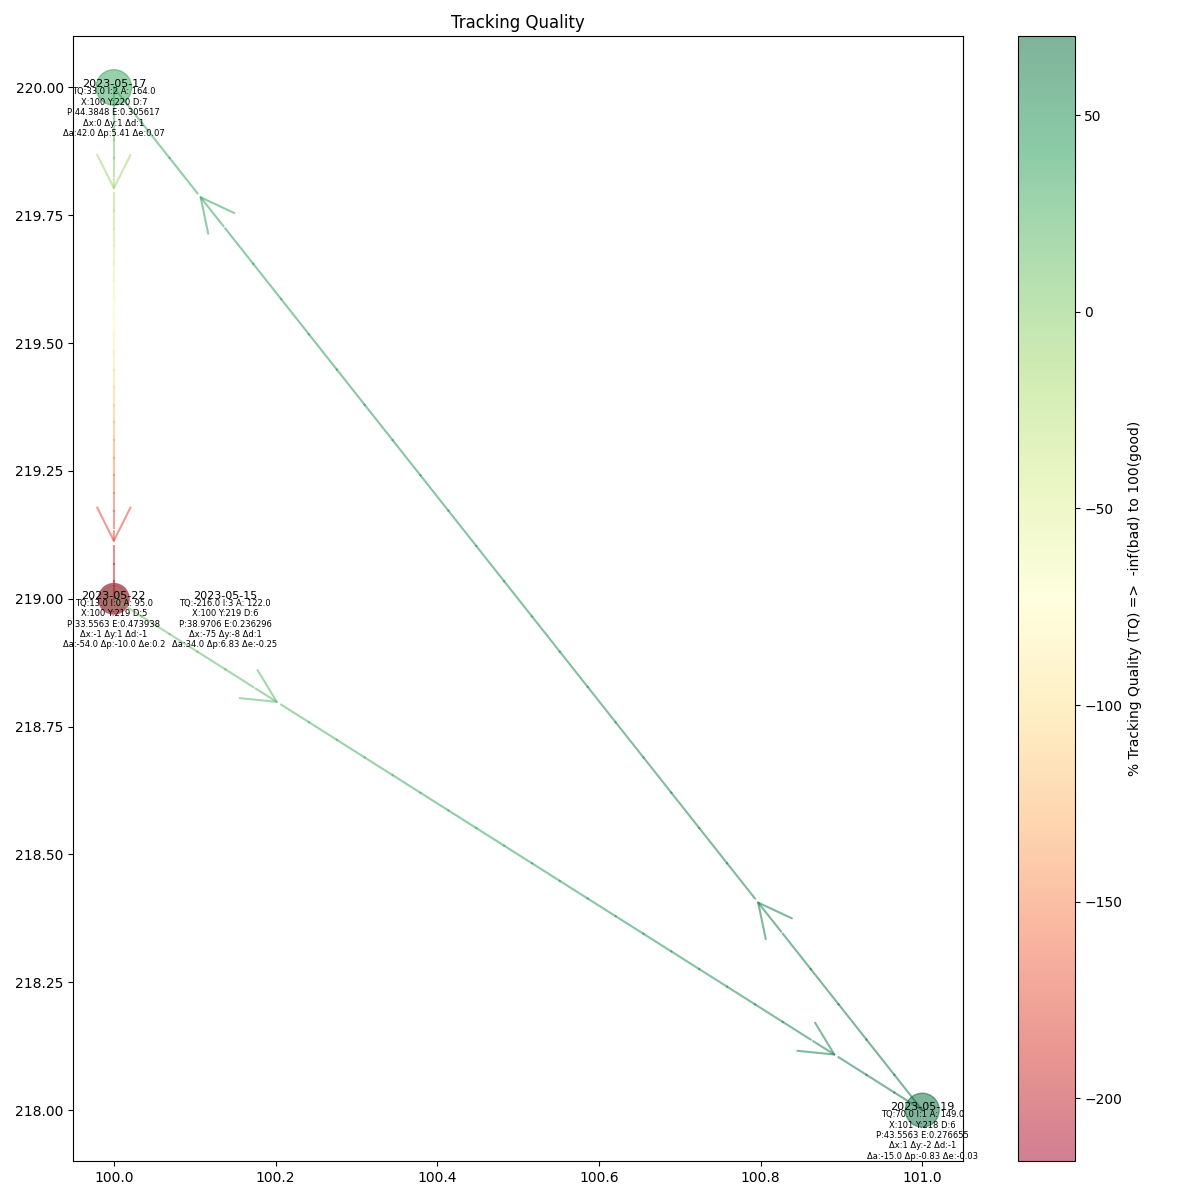 Tracking Quality
220.00
219.75
219.50
219.25
219.00
218.75
218.50
218.25
218.00
2023-05-17
TQ:33.0 I:2 A: 164.0
X:100 Y:220 D:7
P:44.3848 E:0.305617
Δx:0 Δy:1 Δd:1
Δa:42.0 Δp:5.41 Δe:0.07
2023-05-22
TQ:13.0 I:0 A: 95.0
X:100 Y:219 D:5
P:33.5563 E:0.473938
Δx:-1 Δy:1 Δd:-1
Δa:-54.0 Δp:-10.0 Δe:0.2
2023-05-15
TQ:-216.0 I:3 A: 122.0
X:100 Y:219 D:6
P:38.9706 E:0.236296
Δx:-75 Δy:-8 Δd:1
Δa:34.0 Δp:6.83 Δe:-0.25
2023-05-19
TQ:70.0 I:1 A: 149.0
X:101 Y:218 D:6
P:43.5563 E:0.276655
Δx:1 Δy:-2 Δd:-1
Δa:-15.0 Δp:-0.83 Δe:-0.03
100.0 100.2 100.4 100.6 100.8 101.0
50
0
−50
−100
−150
−200
% Tracking Quality (TQ) => -inf(bad) to 100(good)